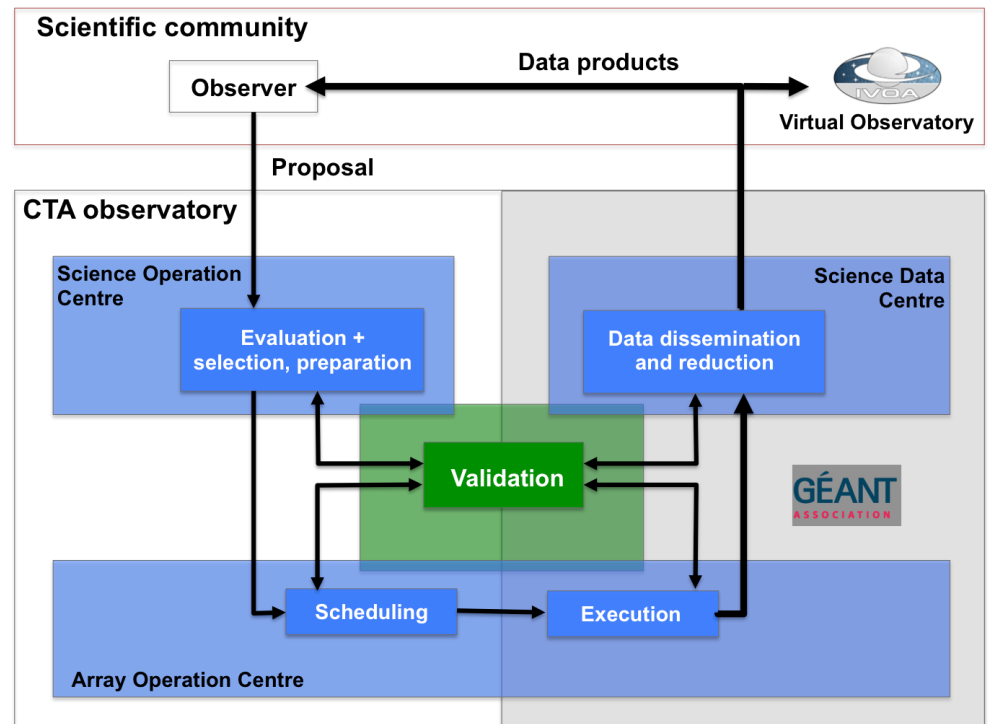 Scientific community
Data products
Observer
IVOA
Virtual Observatory
Proposal
CTA observatory
Science Operation
Centre
Science Data
Centre
Evaluation +
selection, preparation
Data dissemination
and reduction
Validation
GÉANT
ASSOCIATION
Scheduling
Execution
Array Operation Centre